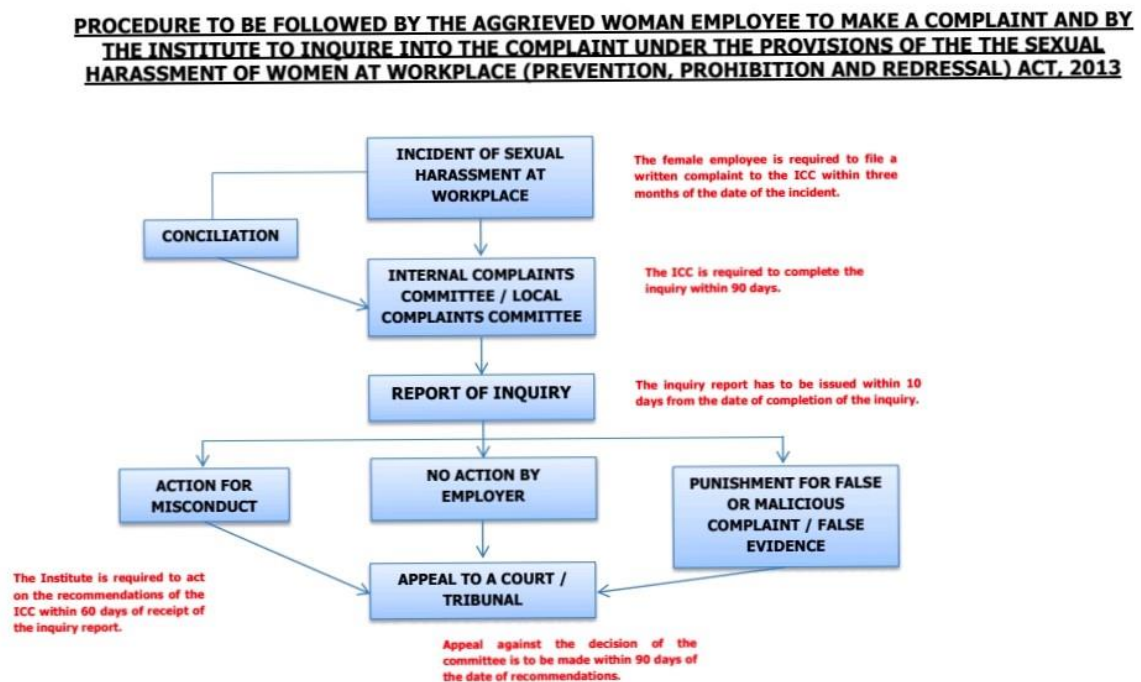 PROCEDURE TO BE FOLLOWED BY THE AGGRIEVED WOMAN EMPLOYEE TO MAKE A COMPLAINT AND BY
THE INSTITUTE TO INQUIRE INTO THE COMPLAINT UNDER THE PROVISIONS OF THE THE SEXUAL
HARASSMENT OF WOMEN AT WORKPLACE (PREVENTION, PROHIBITION AND REDRESSAL) ACT, 2013
INCIDENT OF SEXUAL
HARASSMENT AT
WORKPLACE
The female employee is required to file a
written complaint to the ICC within three
months of the date of the incident.
CONCILIATION
INTERNAL COMPLAINTS
COMMITTEE / LOCAL
COMPLAINTS COMMITTEE
The ICC is required to complete the
inquiry within 90 days.
REPORT OF INQUIRY
The inquiry report has to be issued within 10
days from the date of completion of the inquiry.
ACTION FOR
MISCONDUCT
NO ACTION BY
EMPLOYER
PUNISHMENT FOR FALSE
OR MALICIOUS
COMPLAINT / FALSE
EVIDENCE
The Institute is required to act
on the recommendations of the
ICC within 60 days of receipt of
the inquiry report.
APPEAL TO A COURT /
TRIBUNAL
Appeal against the decision of the
committee is to be made within 90 days of
the date of recommendations.